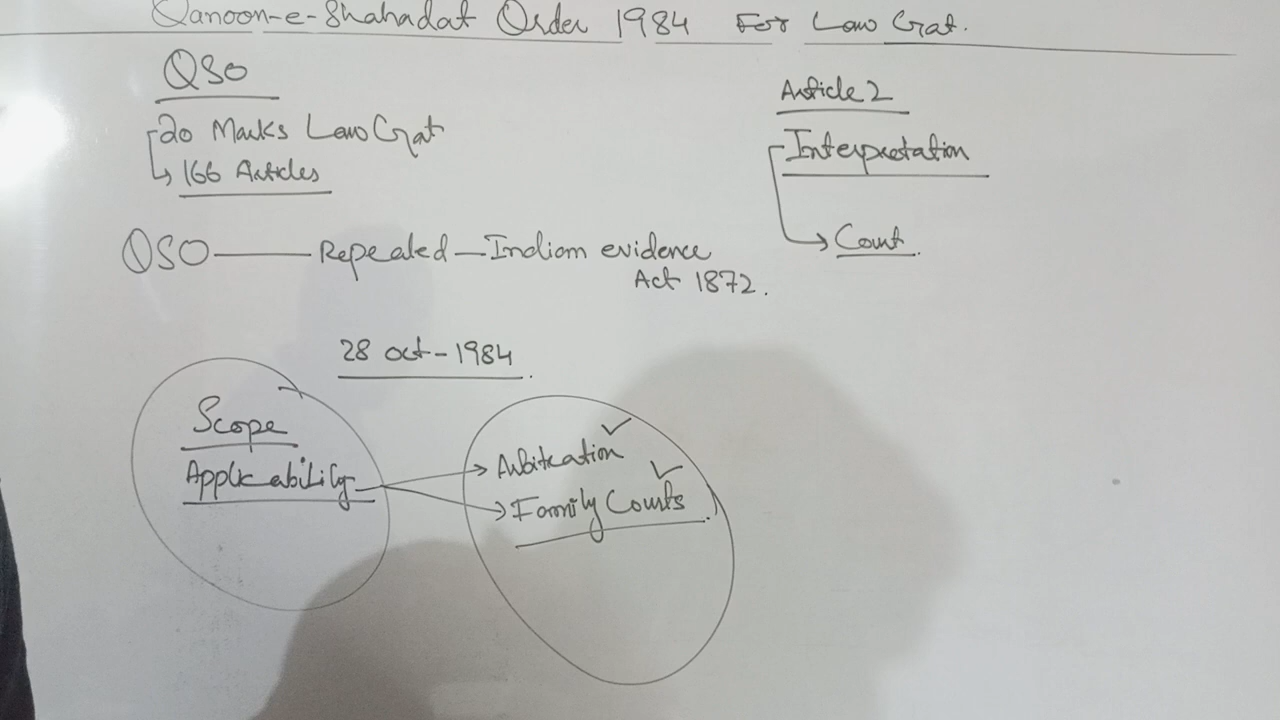 Qanoon-e-Shahadat Order 1984 For Law Gat.
QSO
20 Marks Law Gat
166 Articles
QSO — Repealed — Indian evidence
Act 1872.
28 Oct - 1984.
Scope
Applicability
Arbitration
Family Courts.
Article 2
Interpretation
Court.